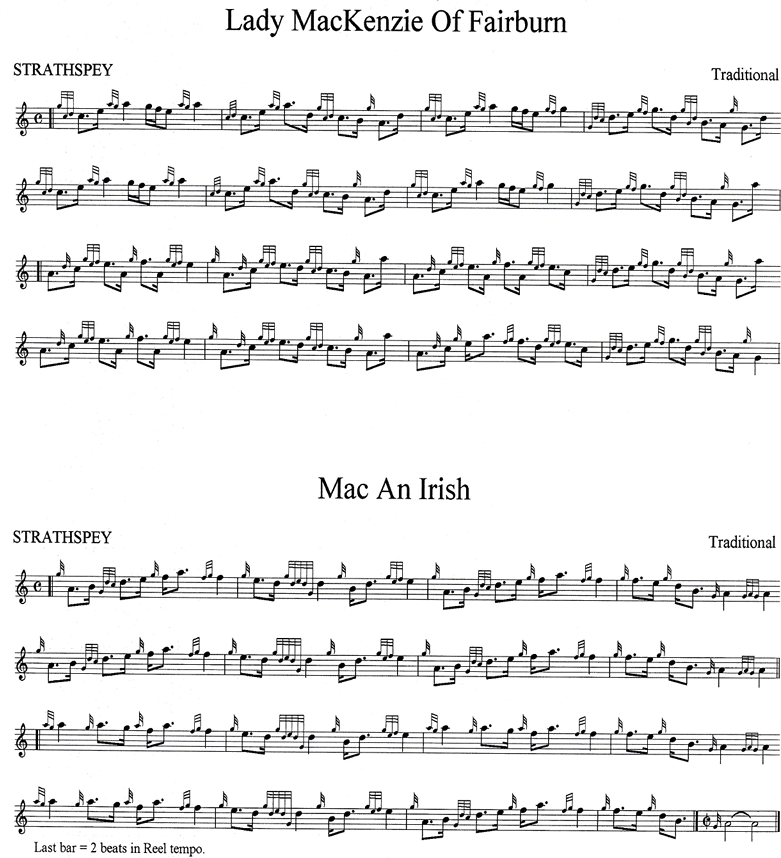 Lady MacKenzie Of Fairburn
STRATHSPEY
Traditional
Mac An Irish
STRATHSPEY
Traditional
Last bar = 2 beats in Reel tempo.